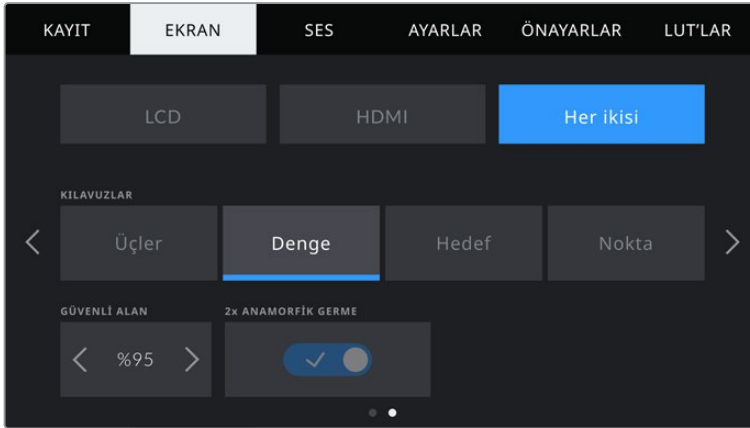 KAYIT EKRAN SES AYARLAR ÖNAYARLAR LUT'LAR
LCD HDMI Her ikisi
KILAVUZLAR
Üçler Denge Hedef Nokta
GÜVENLİ ALAN 2x ANAMORFİK GERME
%95